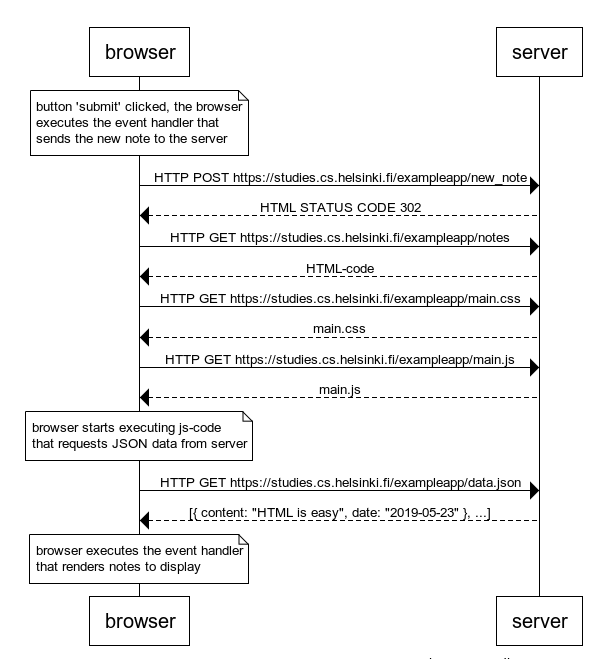 browser
server
button 'submit' clicked, the browser
executes the event handler that
sends the new note to the server
HTTP POST https://studies.cs.helsinki.fi/exampleapp/new_note
HTML STATUS CODE 302
HTTP GET https://studies.cs.helsinki.fi/exampleapp/notes
HTML-code
HTTP GET https://studies.cs.helsinki.fi/exampleapp/main.css
main.css
HTTP GET https://studies.cs.helsinki.fi/exampleapp/main.js
main.js
browser starts executing js-code
that requests JSON data from server
HTTP GET https://studies.cs.helsinki.fi/exampleapp/data.json
[{ content: "HTML is easy", date: "2019-05-23" }, ...]
browser executes the event handler
that renders notes to display
browser
server